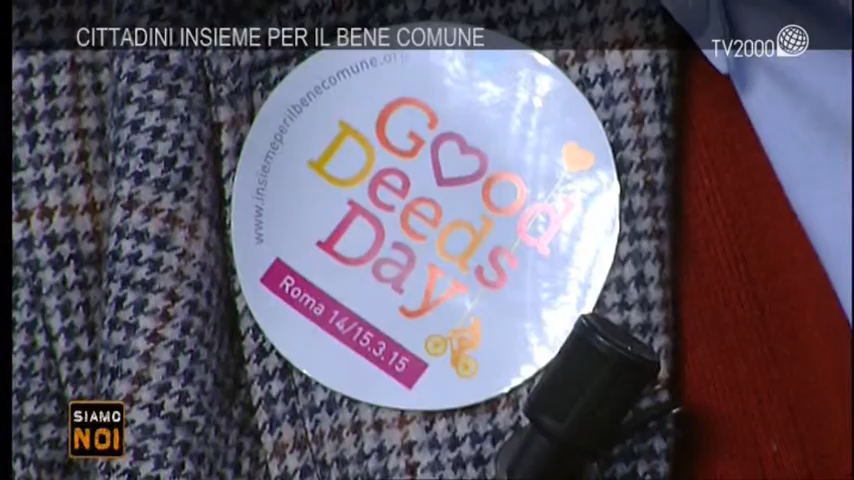 CITTADINI INSIEME PER IL BENE COMUNE
TV2000
www.insiemeperilbenecomune.org
Good
Deeds
Day
Roma 14/15.3.15
SIAMO
NOI